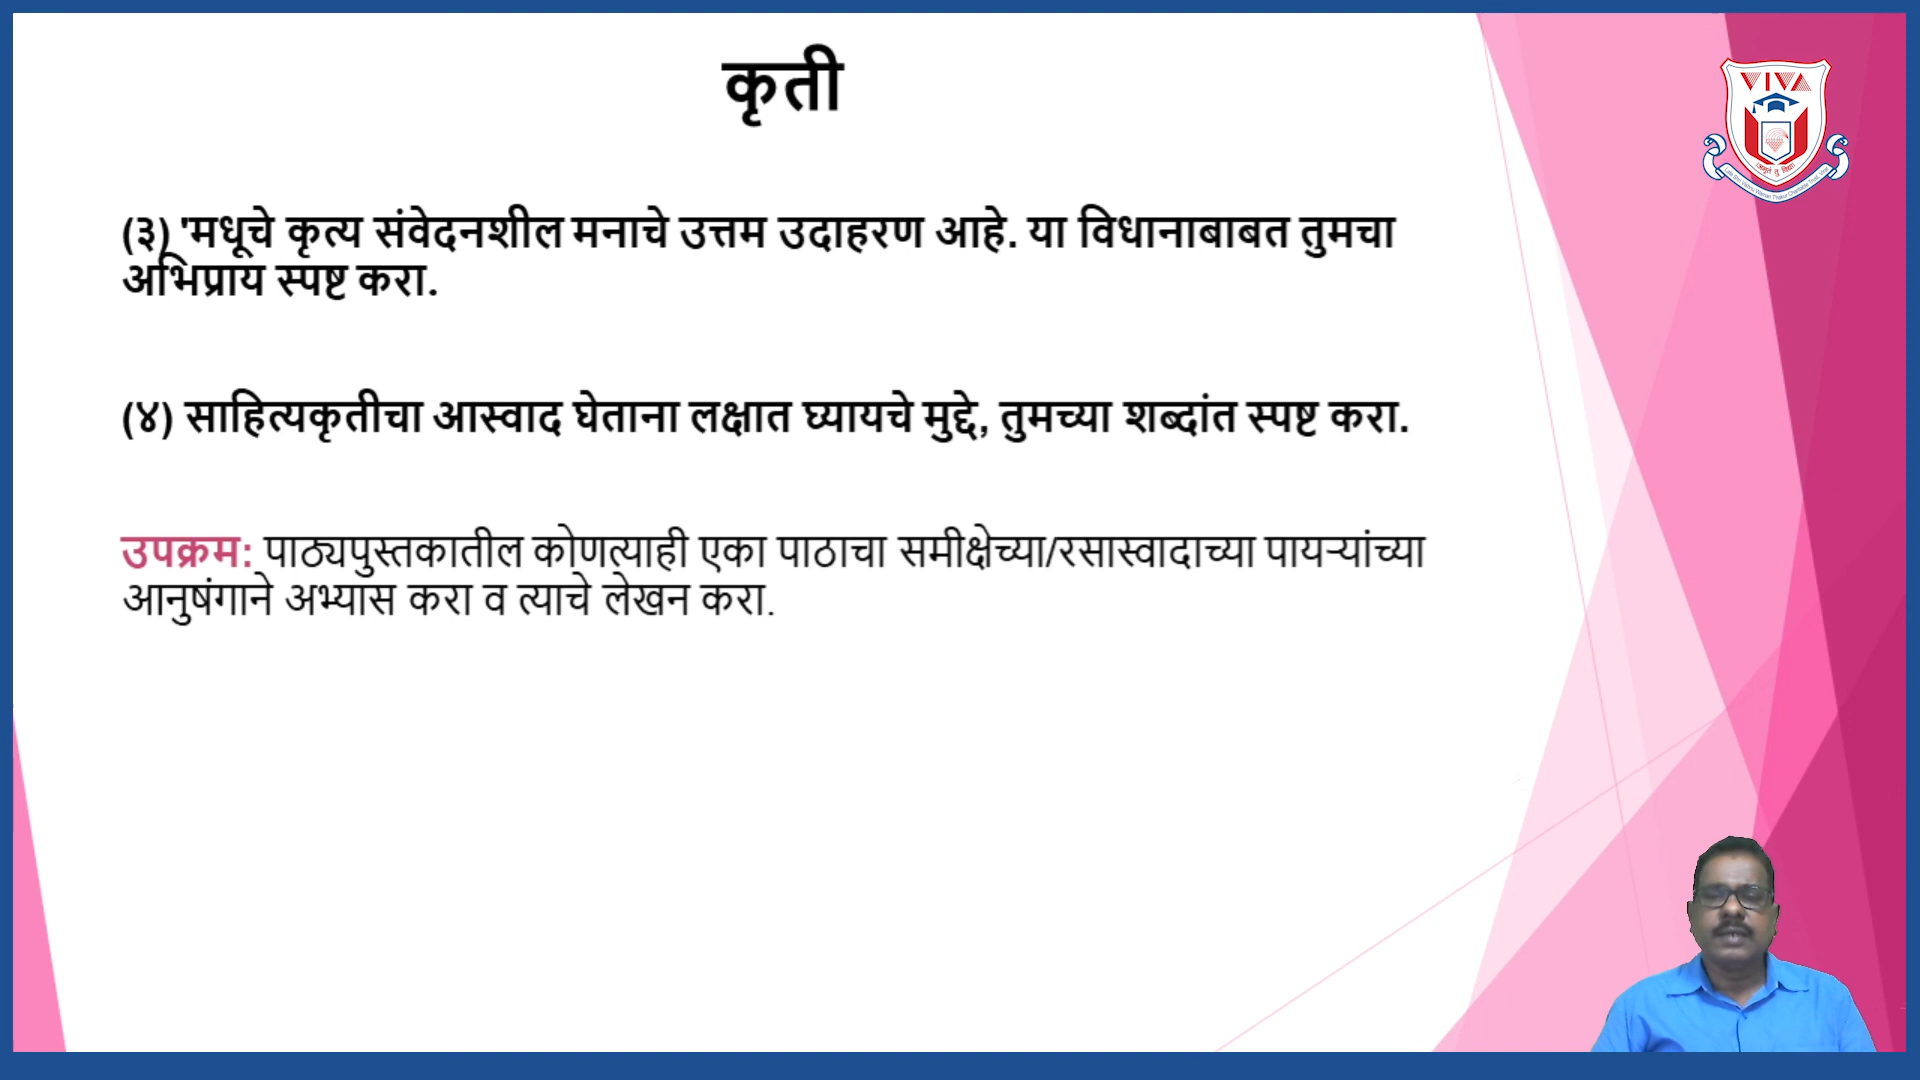 कृती
VIVA
(३) 'मधूचे कृत्य संवेदनशील मनाचे उत्तम उदाहरण आहे. या विधानाबाबत तुमचा
अभिप्राय स्पष्ट करा.
(४) साहित्यकृतीचा आस्वाद घेताना लक्षात घ्यायचे मुद्दे, तुमच्या शब्दांत स्पष्ट करा.
उपक्रम: पाठ्यपुस्तकातील कोणत्याही एका पाठाचा समीक्षेच्या/रसास्वादाच्या पायऱ्यांच्या
आनुषंगाने अभ्यास करा व त्याचे लेखन करा.